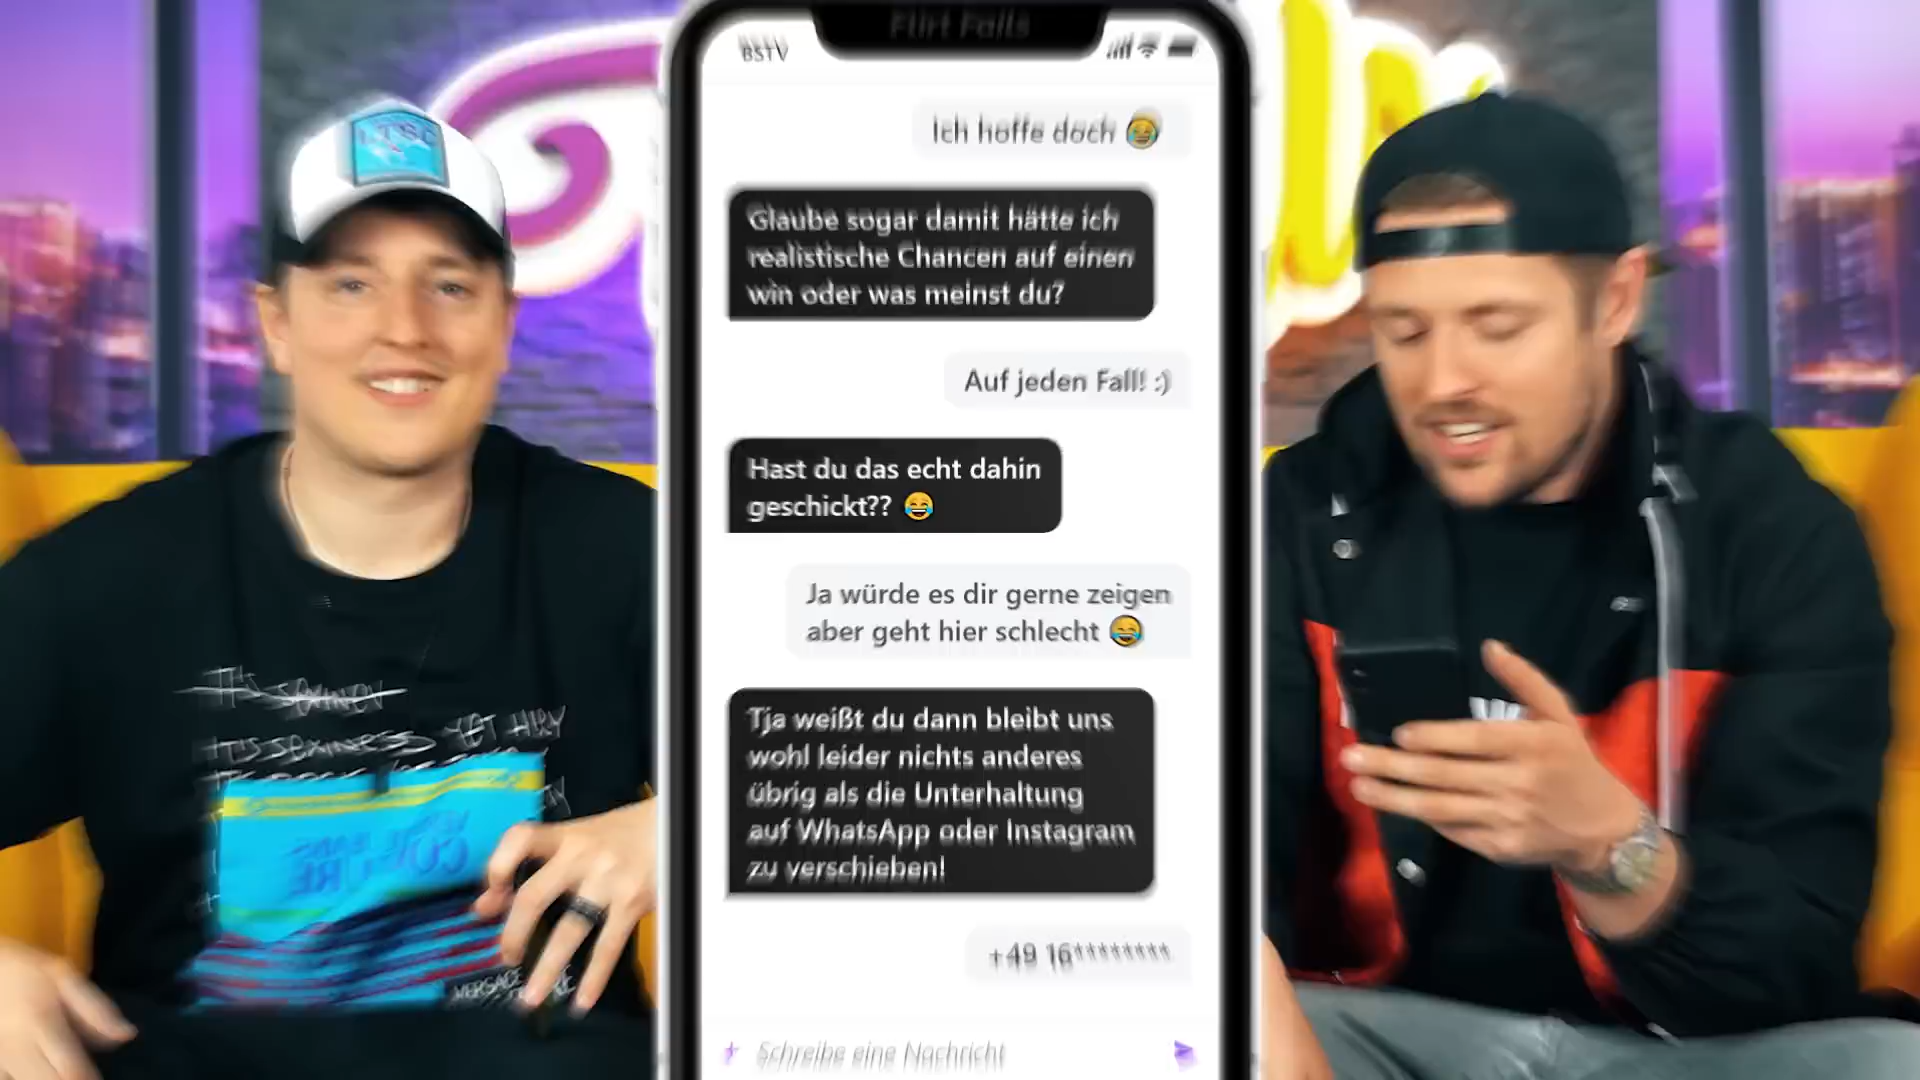 Flirt Fails
BSTV
Ich hoffe doch 😂
Glaube sogar damit hätte ich
realistische Chancen auf einen
win oder was meinst du?
Auf jeden Fall! :)
Hast du das echt dahin
geschickt?? 😂
Ja würde es dir gerne zeigen
aber geht hier schlecht 😂
Tja weißt du dann bleibt uns
wohl leider nichts anderes
übrig als die Unterhaltung
auf WhatsApp oder Instagram
zu verschieben!
+49 16********
Schreibe eine Nachricht
VERSACE